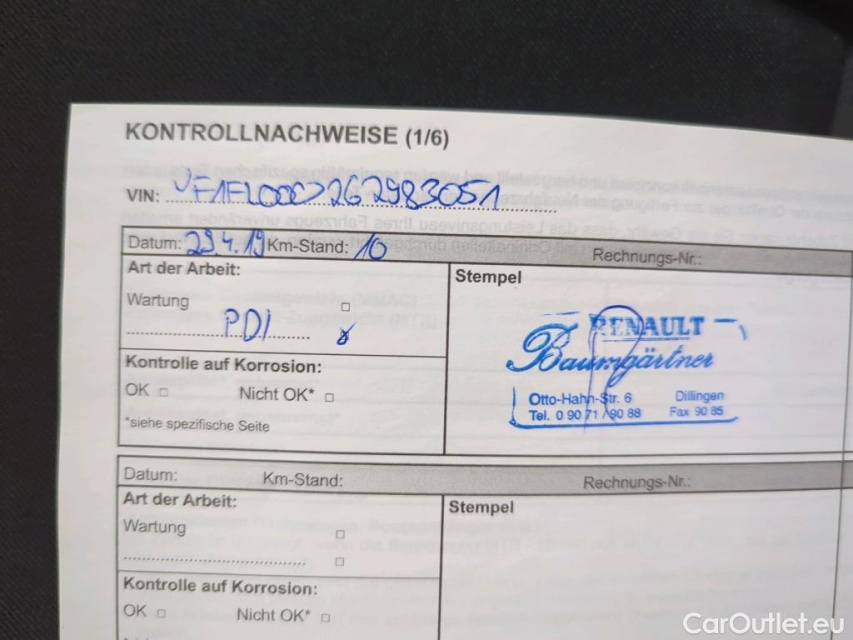 KONTROLLNACHWEISE (1/6)
VIN: VF1FL000262983051
Datum: 29.4.19 Km-Stand: 10 Rechnungs-Nr.:
Art der Arbeit: Stempel
Wartung
PDI
RENAULT
Baumgärtner
Otto-Hahn-Str. 6 Dillingen
Tel. 0 90 71 / 90 88 Fax 90 85
Kontrolle auf Korrosion:
OK Nicht OK*
*siehe spezifische Seite
Datum: Km-Stand: Rechnungs-Nr.:
Art der Arbeit: Stempel
Wartung
Kontrolle auf Korrosion:
OK Nicht OK*
CarOutlet.eu